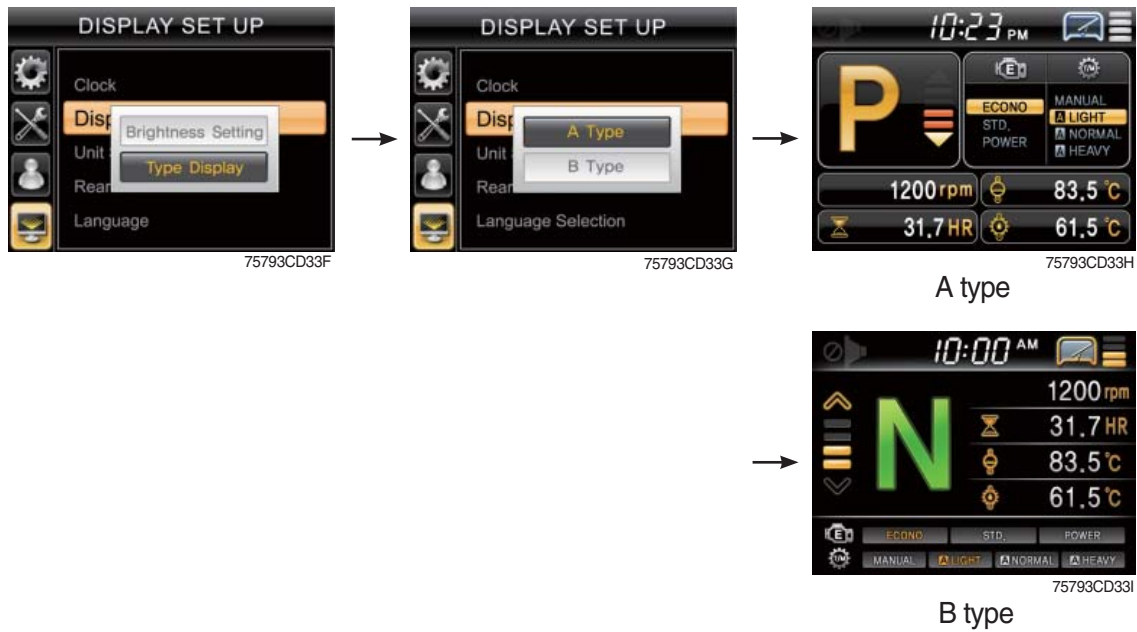 DISPLAY SET UP
Clock
Disp
Brightness Setting
Unit
Type Display
Rear
Language
75793CD33F
DISPLAY SET UP
Clock
Disp
A Type
Unit
B Type
Rear
Language Selection
75793CD33G
10:23 PM
P
E
T/M
ECONO
STD.
POWER
MANUAL
A LIGHT
A NORMAL
A HEAVY
1200 rpm
83.5 °C
31.7 HR
61.5 °C
75793CD33H
A type
10:00 AM
N
1200 rpm
31.7 HR
83.5 °C
61.5 °C
E
ECONO
STD.
POWER
T/M
MANUAL
A LIGHT
A NORMAL
A HEAVY
75793CD33I
B type